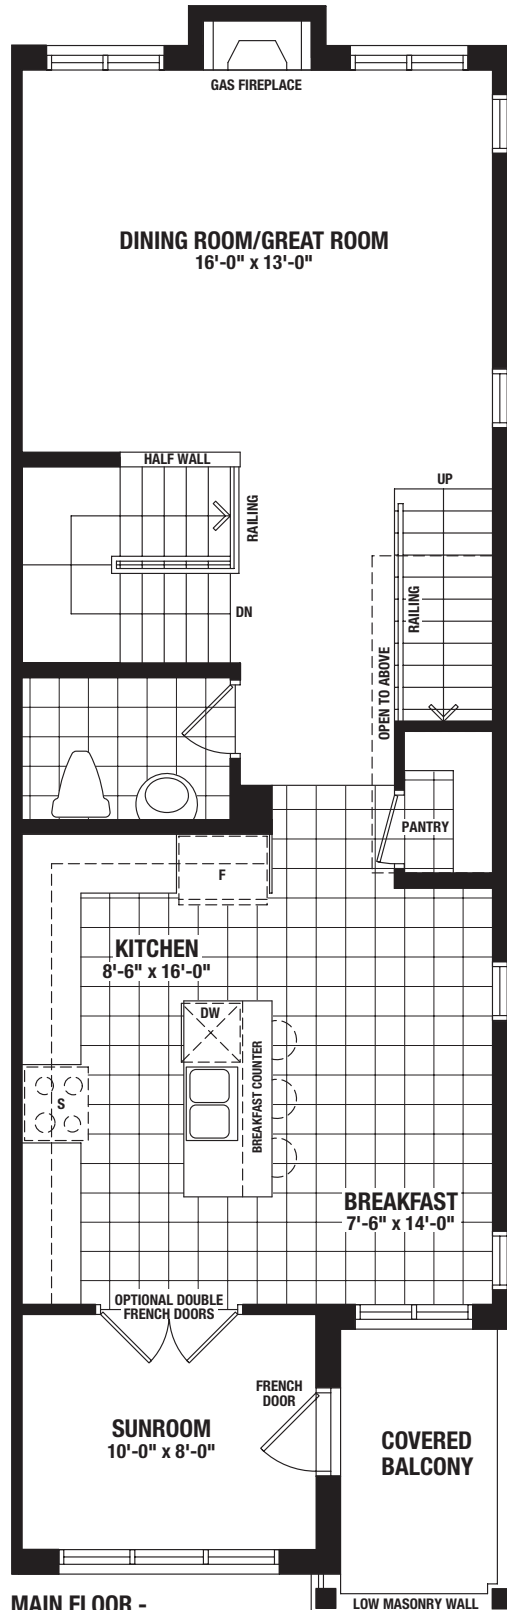 GAS FIREPLACE
DINING ROOM/GREAT ROOM
16'-0" x 13'-0"
HALF WALL
RAILING
UP
DN
RAILING
OPEN TO ABOVE
PANTRY
F
KITCHEN
8'-6" x 16'-0"
DW
BREAKFAST COUNTER
S
BREAKFAST
7'-6" x 14'-0"
OPTIONAL DOUBLE
FRENCH DOORS
FRENCH
DOOR
SUNROOM
10'-0" x 8'-0"
COVERED
BALCONY
MAIN FLOOR -
LOW MASONRY WALL